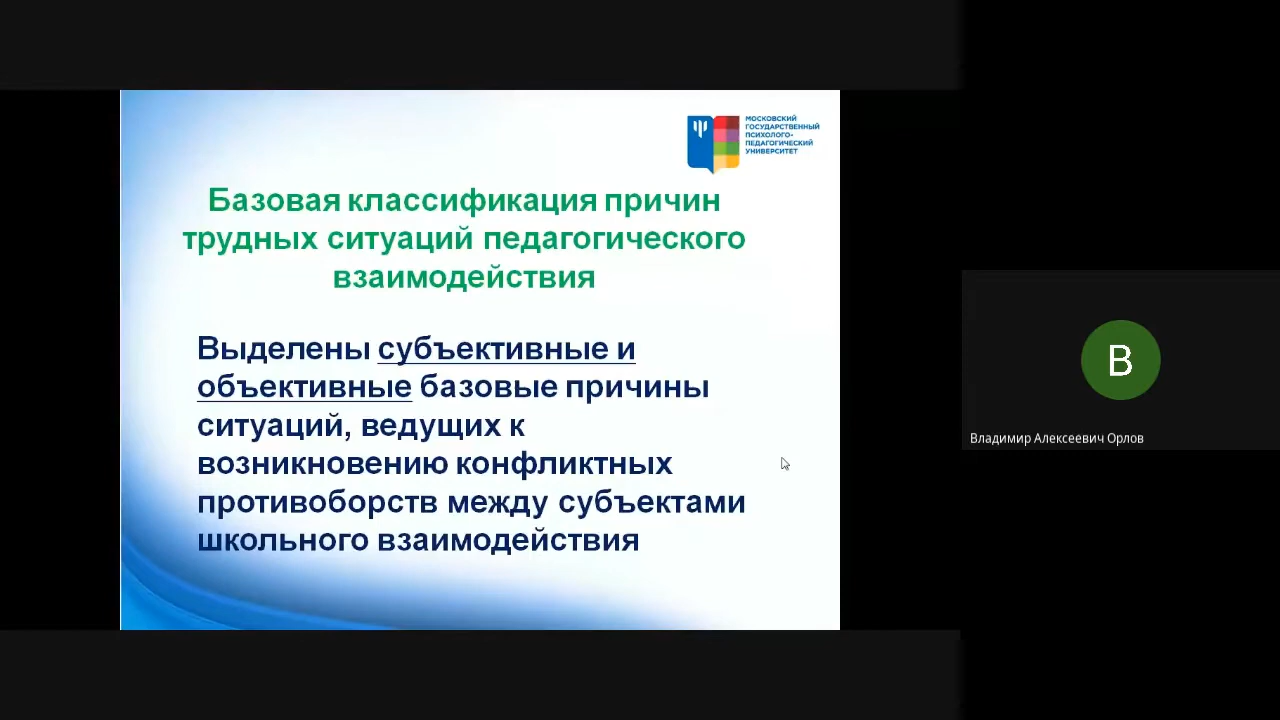 МОСКОВСКИЙ
ГОСУДАРСТВЕННЫЙ
ПСИХОЛОГО-
ПЕДАГОГИЧЕСКИЙ
УНИВЕРСИТЕТ
Базовая классификация причин
трудных ситуаций педагогического
взаимодействия
Выделены субъективные и
объективные базовые причины
ситуаций, ведущих к
возникновению конфликтных
противоборств между субъектами
школьного взаимодействия
В
Владимир Алексеевич Орлов